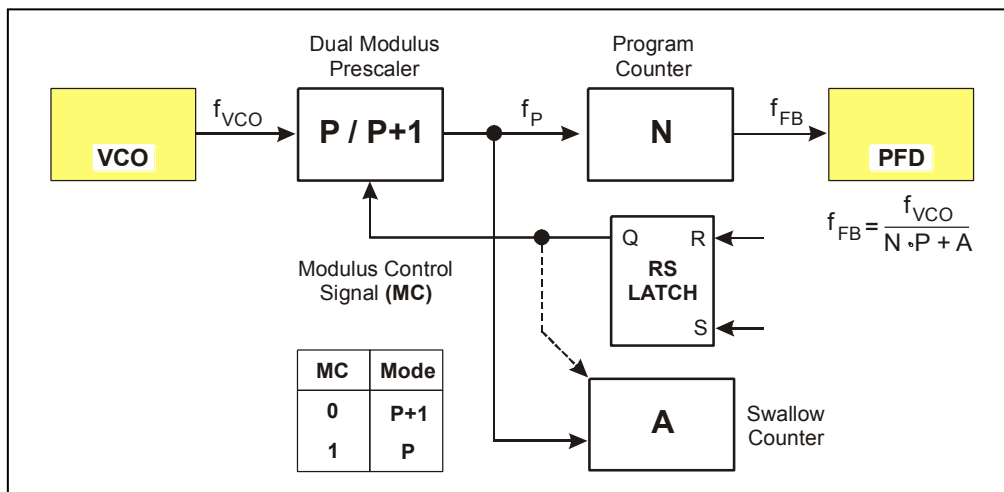 Dual Modulus
Prescaler
Program
Counter
VCO
f_VCO
P / P+1
f_P
N
f_FB
PFD
f_FB = f_VCO / N · P + A
Modulus Control
Signal (MC)
Q R
RS
LATCH
S
MC Mode
0 P+1
1 P
A
Swallow
Counter